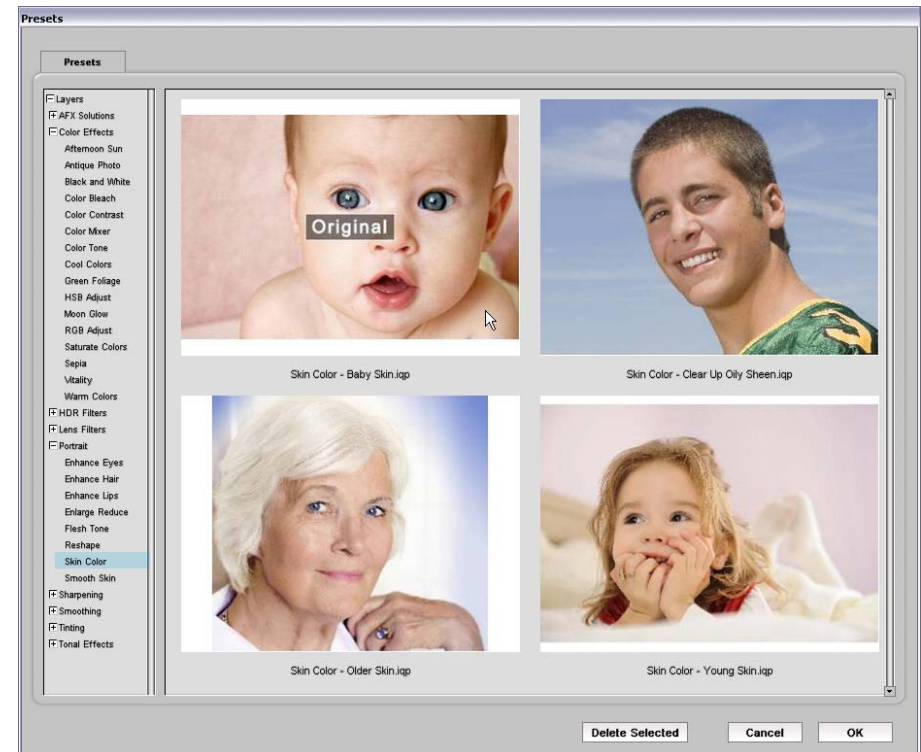 Presets
Presets
Layers
AFX Solutions
Color Effects
Afternoon Sun
Antique Photo
Black and White
Color Bleach
Color Contrast
Color Mixer
Color Tone
Cool Colors
Green Foliage
HSB Adjust
Moon Glow
RGB Adjust
Saturate Colors
Sepia
Vitality
Warm Colors
HDR Filters
Lens Filters
Portrait
Enhance Eyes
Enhance Hair
Enhance Lips
Enlarge Reduce
Flesh Tone
Reshape
Skin Color
Smooth Skin
Sharpening
Smoothing
Tinting
Tonal Effects
Original
Skin Color - Baby Skin.iqp
Skin Color - Clear Up Oily Sheen.iqp
Skin Color - Older Skin.iqp
Skin Color - Young Skin.iqp
Delete Selected
Cancel
OK